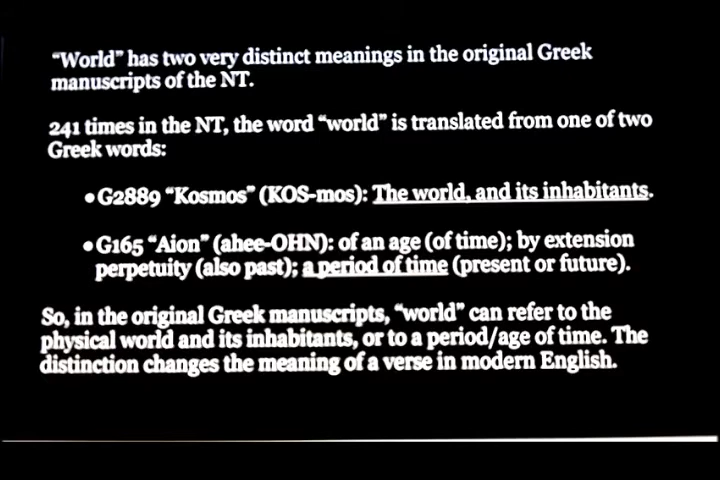 "World" has two very distinct meanings in the original Greek
manuscripts of the NT.
241 times in the NT, the word "world" is translated from one of two
Greek words:
•G2889 "Kosmos" (KOS-mos): The world, and its inhabitants.
•G165 "Aion" (ahee-OHN): of an age (of time); by extension
perpetuity (also past); a period of time (present or future).
So, in the original Greek manuscripts, "world" can refer to the
physical world and its inhabitants, or to a period/age of time. The
distinction changes the meaning of a verse in modern English.